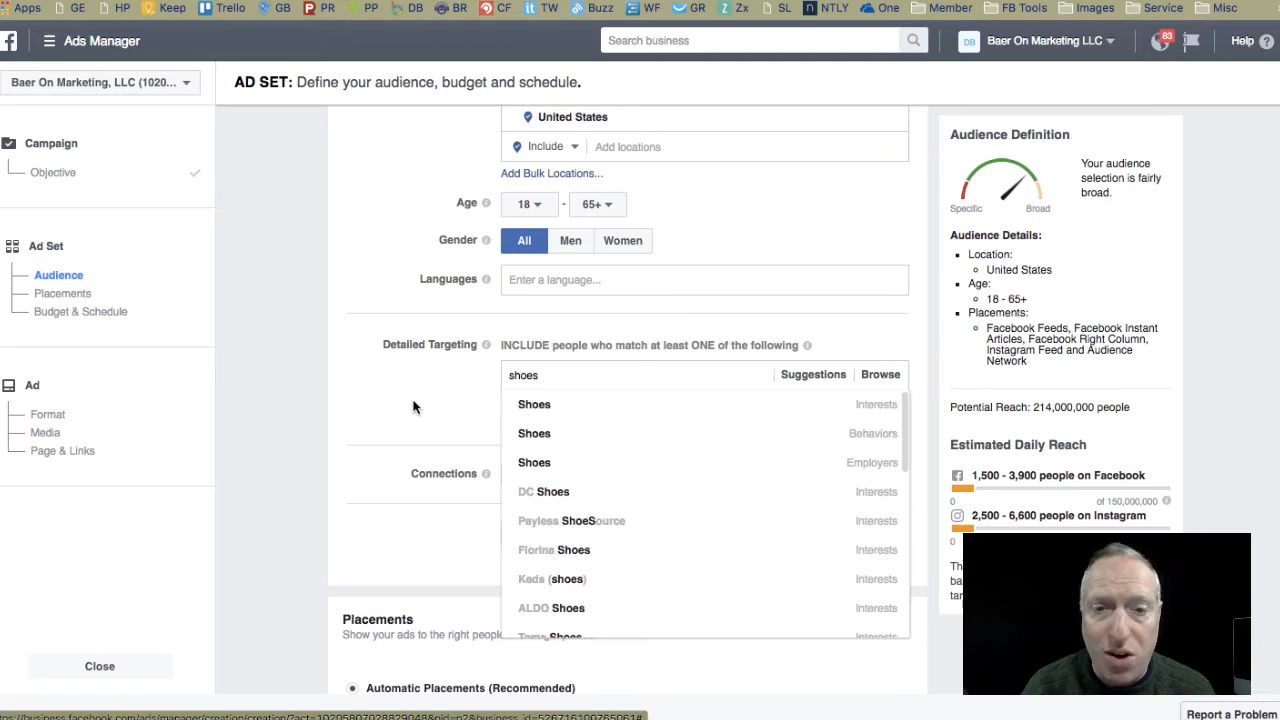 Apps GE HP Keep Trello GB PR PP DB BR CF TW Buzz WF GR Zx SL NTLY One Member FB Tools Images Service Misc
Ads Manager
Search business
DB Baer On Marketing, LLC
83
Help
Baer On Marketing, LLC (1020...
AD SET: Define your audience, budget and schedule.
Campaign
Objective
Ad Set
Audience
Placements
Budget & Schedule
Ad
Format
Media
Page & Links
Close
United States
Include
Add locations
Add Bulk Locations...
Age
18 - 65+
Gender
All Men Women
Languages
Enter a language...
Detailed Targeting
INCLUDE people who match at least ONE of the following
shoes
Suggestions Browse
Shoes Interests
Shoes Behaviors
Shoes Employers
DC Shoes Interests
Payless ShoeSource Interests
Florina Shoes Interests
Keds (shoes) Interests
ALDO Shoes Interests
Toms Shoes Interests
Connections
Placements
Show your ads to the right people
Automatic Placements (Recommended)
Audience Definition
Your audience
selection is fairly
broad.
Specific Broad
Audience Details:
Location:
United States
Age:
18 - 65+
Placements:
Facebook Feeds, Facebook Instant
Articles, Facebook Right Column,
Instagram Feed and Audience
Network
Potential Reach: 214,000,000 people
Estimated Daily Reach
1,500 - 3,900 people on Facebook
0 of 150,000,000
2,500 - 6,600 people on Instagram
0
Report a Problem